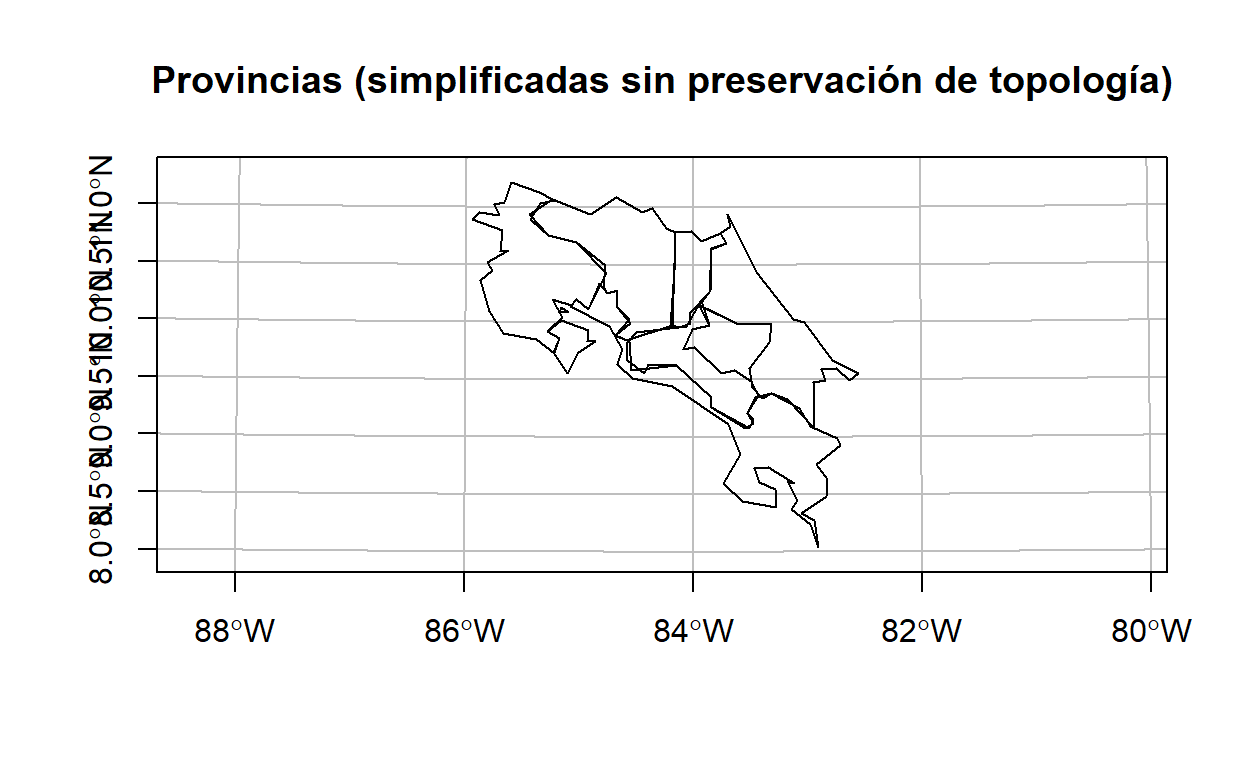 Provincias (simplificadas sin preservación de topología)
11.0°N
10.5°N
10.0°N
9.5°N
9.0°N
8.5°N
8.0°N
88°W
86°W
84°W
82°W
80°W